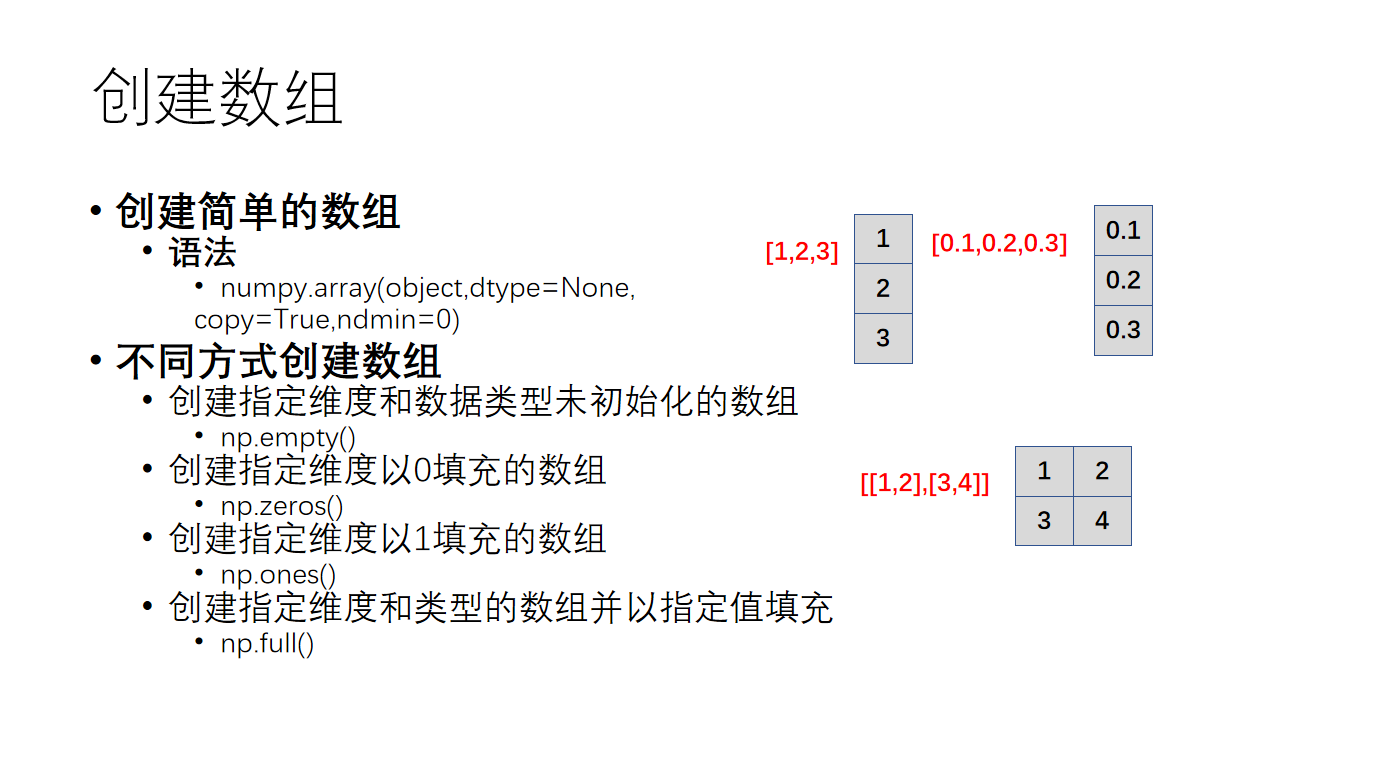 创建数组
• 创建简单的数组
• 语法
• numpy.array(object,dtype=None,
copy=True,ndmin=0)
• 不同方式创建数组
• 创建指定维度和数据类型未初始化的数组
• np.empty()
• 创建指定维度以0填充的数组
• np.zeros()
• 创建指定维度以1填充的数组
• np.ones()
• 创建指定维度和类型的数组并以指定值填充
• np.full()
[1,2,3]
1
2
3
[0.1,0.2,0.3]
0.1
0.2
0.3
[[1,2],[3,4]]
1 2
3 4